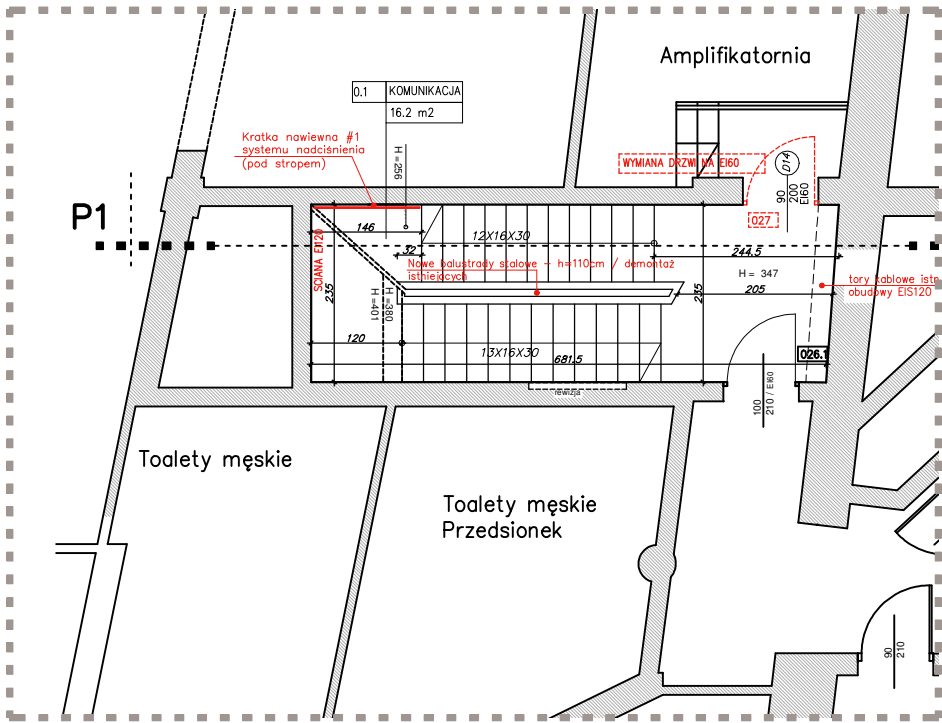 Amplifikatornia
0.1 KOMUNIKACJA
16.2 m2
Kratka nawiewna #1
systemu nadciśnienia
(pod stropem)
H =256
WYMIANA DRZWI NA EI60
D14
90
200
EI60
027
P1
146
12X16X30
32
244.5
ŚCIANA EI120
Nowe balustrady stalowe - h=110cm / demontaż
istniejących
H = 347
tory kablowe istr
obudowy EIS120
205
235
235
H =380
H =401
120
13X16X30
681.5
026.1
rewizja
100
210 / EI60
Toalety męskie
Toalety męskie
Przedsionek
90
210